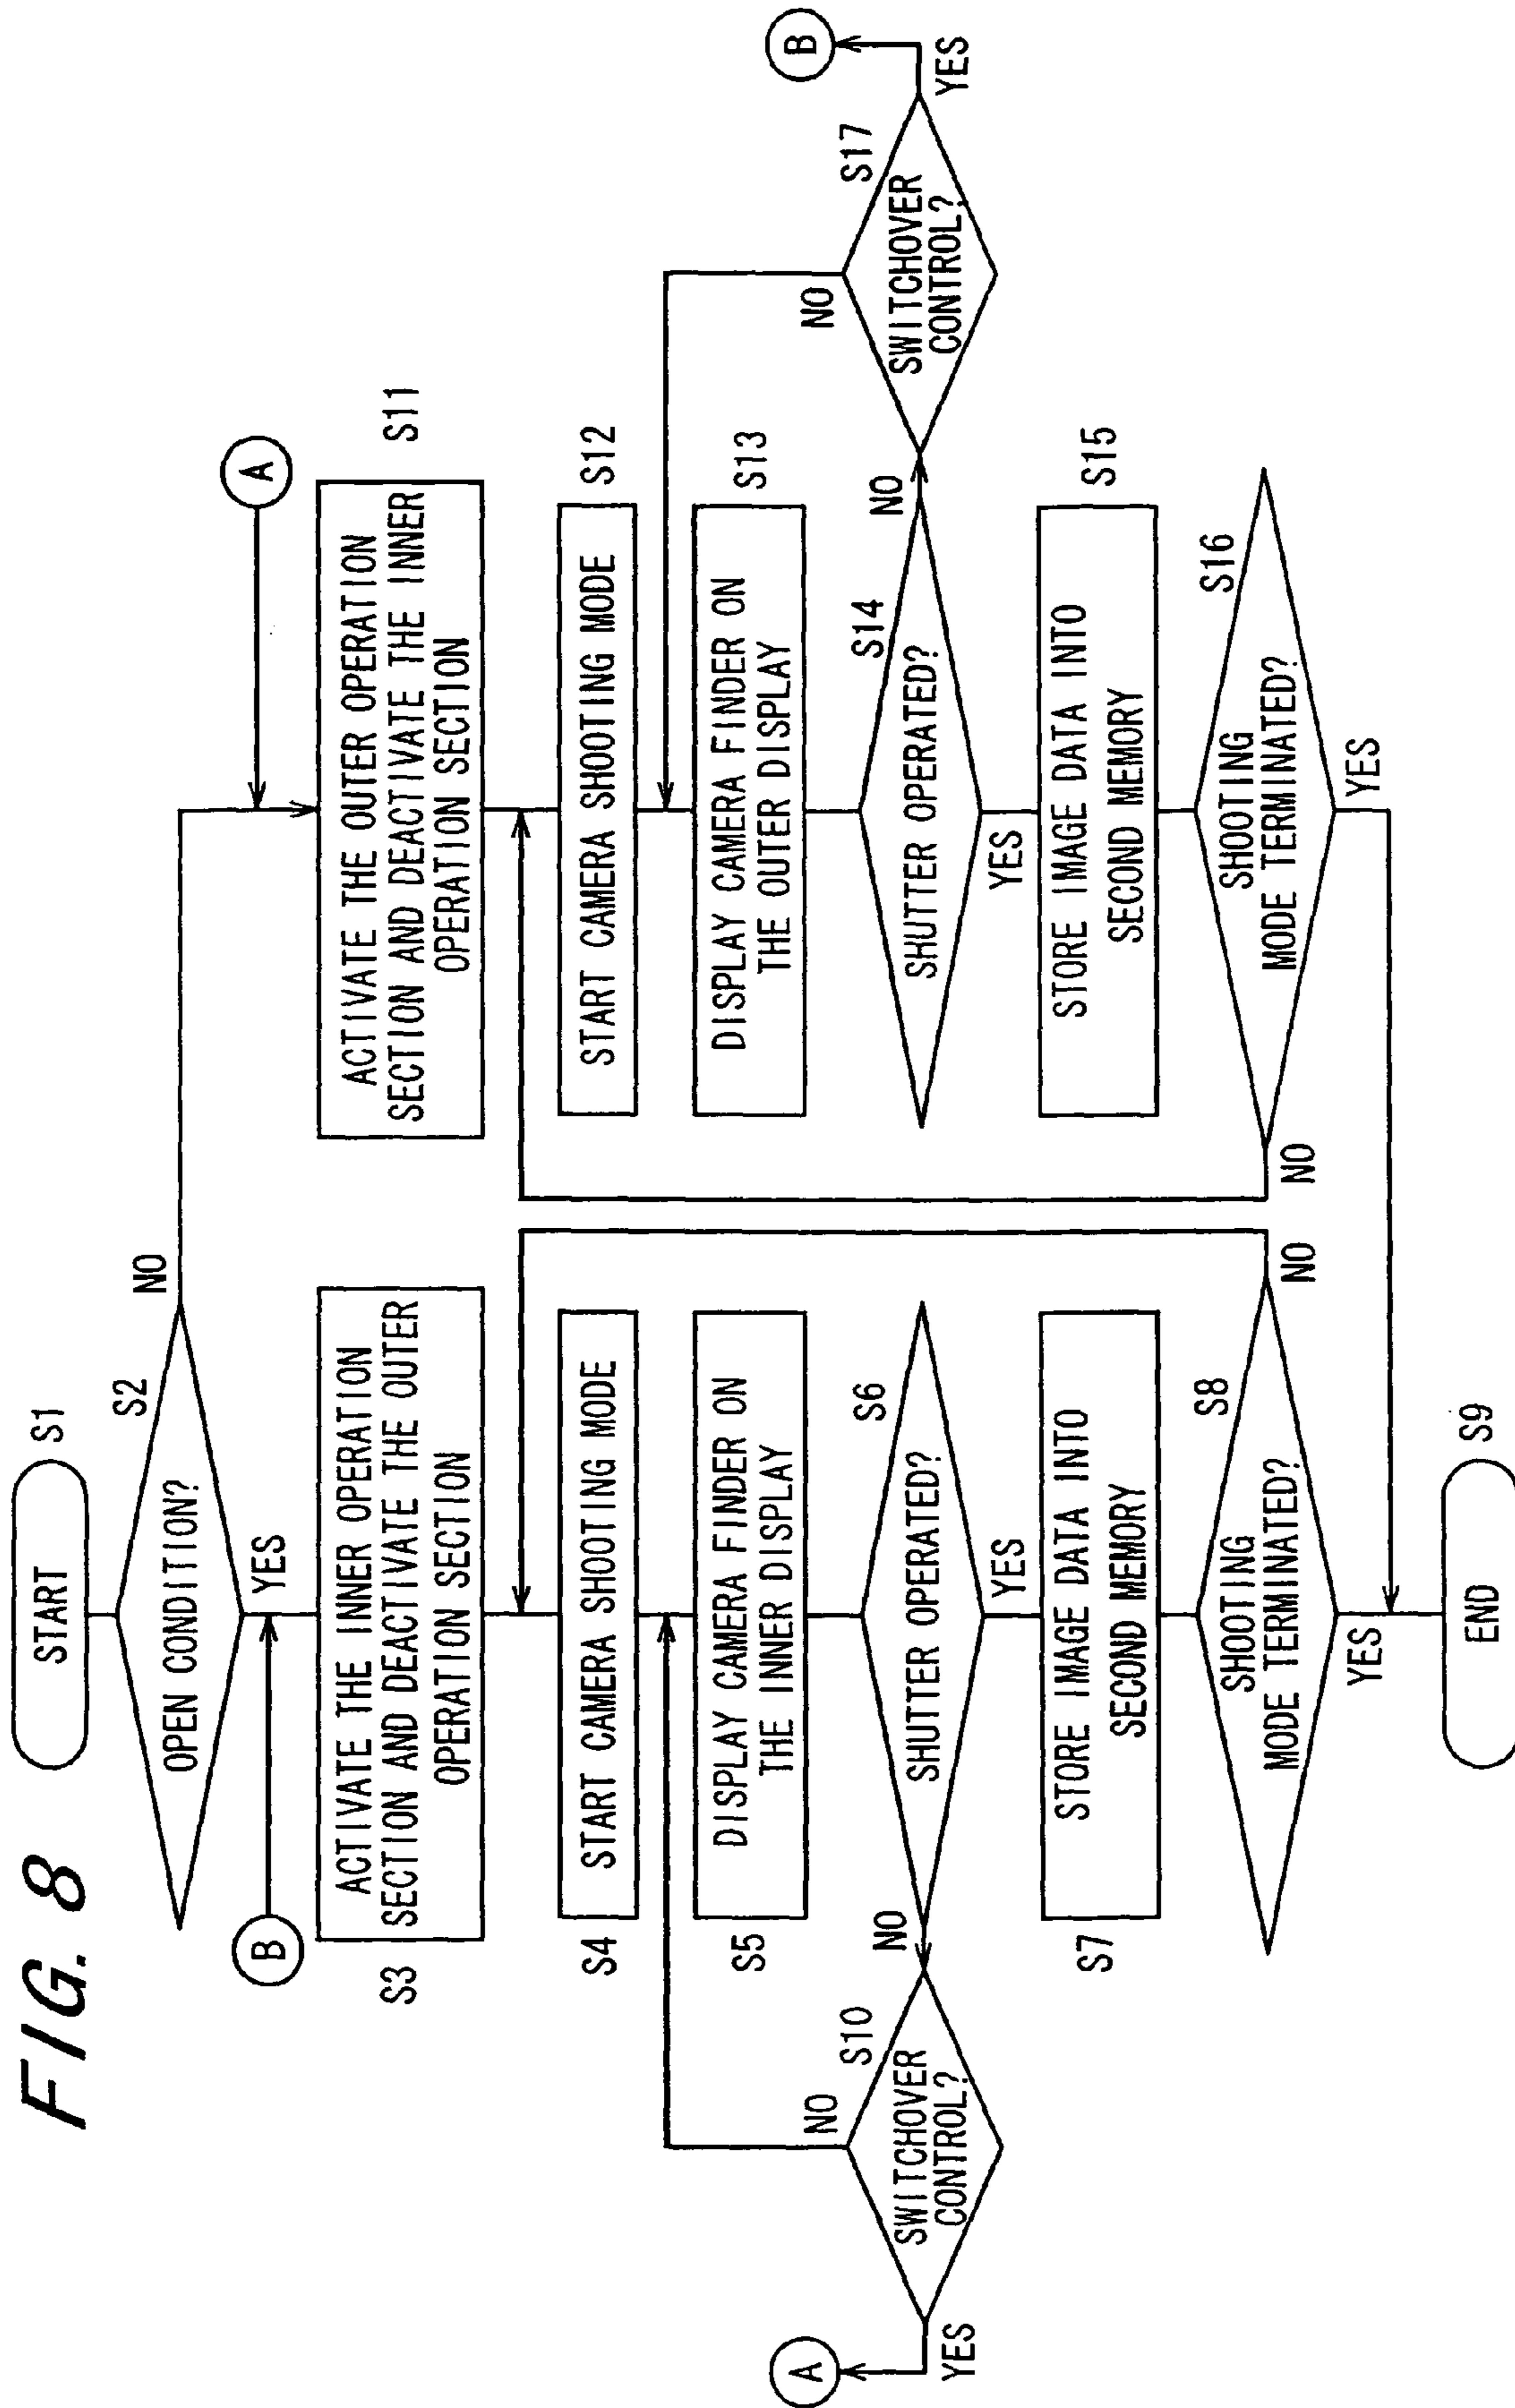 FIG. 8
START
S1
OPEN CONDITION?
S2
NO
YES
B
ACTIVATE THE INNER OPERATION
SECTION AND DEACTIVATE THE OUTER
OPERATION SECTION
S3
START CAMERA SHOOTING MODE
S4
DISPLAY CAMERA FINDER ON
THE INNER DISPLAY
S5
SHUTTER OPERATED?
S6
NO
YES
SWITCHOVER
CONTROL?
S10
NO
YES
A
STORE IMAGE DATA INTO
SECOND MEMORY
S7
SHOOTING
MODE TERMINATED?
S8
NO
YES
END
S9
A
ACTIVATE THE OUTER OPERATION
SECTION AND DEACTIVATE THE INNER
OPERATION SECTION
S11
START CAMERA SHOOTING MODE
S12
DISPLAY CAMERA FINDER ON
THE OUTER DISPLAY
S13
SHUTTER OPERATED?
S14
NO
YES
SWITCHOVER
CONTROL?
S17
NO
YES
B
STORE IMAGE DATA INTO
SECOND MEMORY
S15
SHOOTING
MODE TERMINATED?
S16
NO
YES